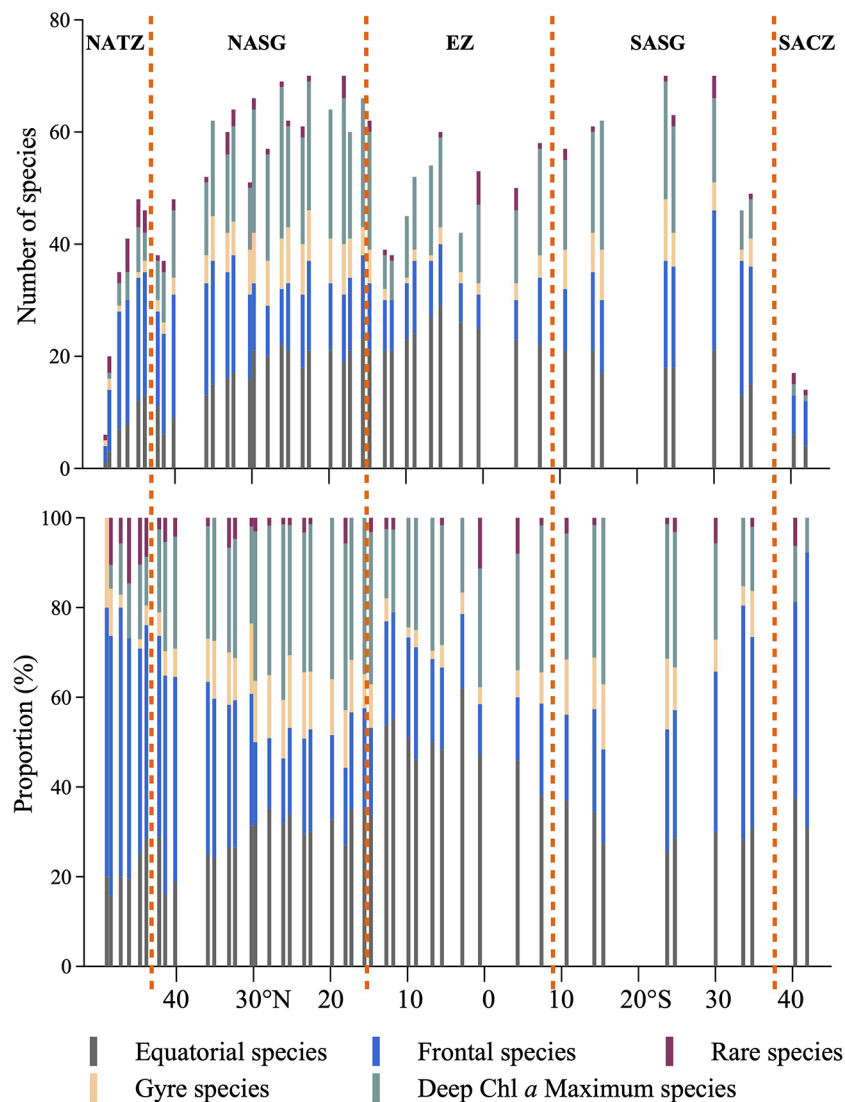 80
NATZ NASG EZ SASG SACZ
60
40
20
0
Number of species
100
80
60
40
20
0
Proportion (%)
40 30°N 20 10 0 10 20°S 30 40
Equatorial species Frontal species Rare species
Gyre species Deep Chl a Maximum species